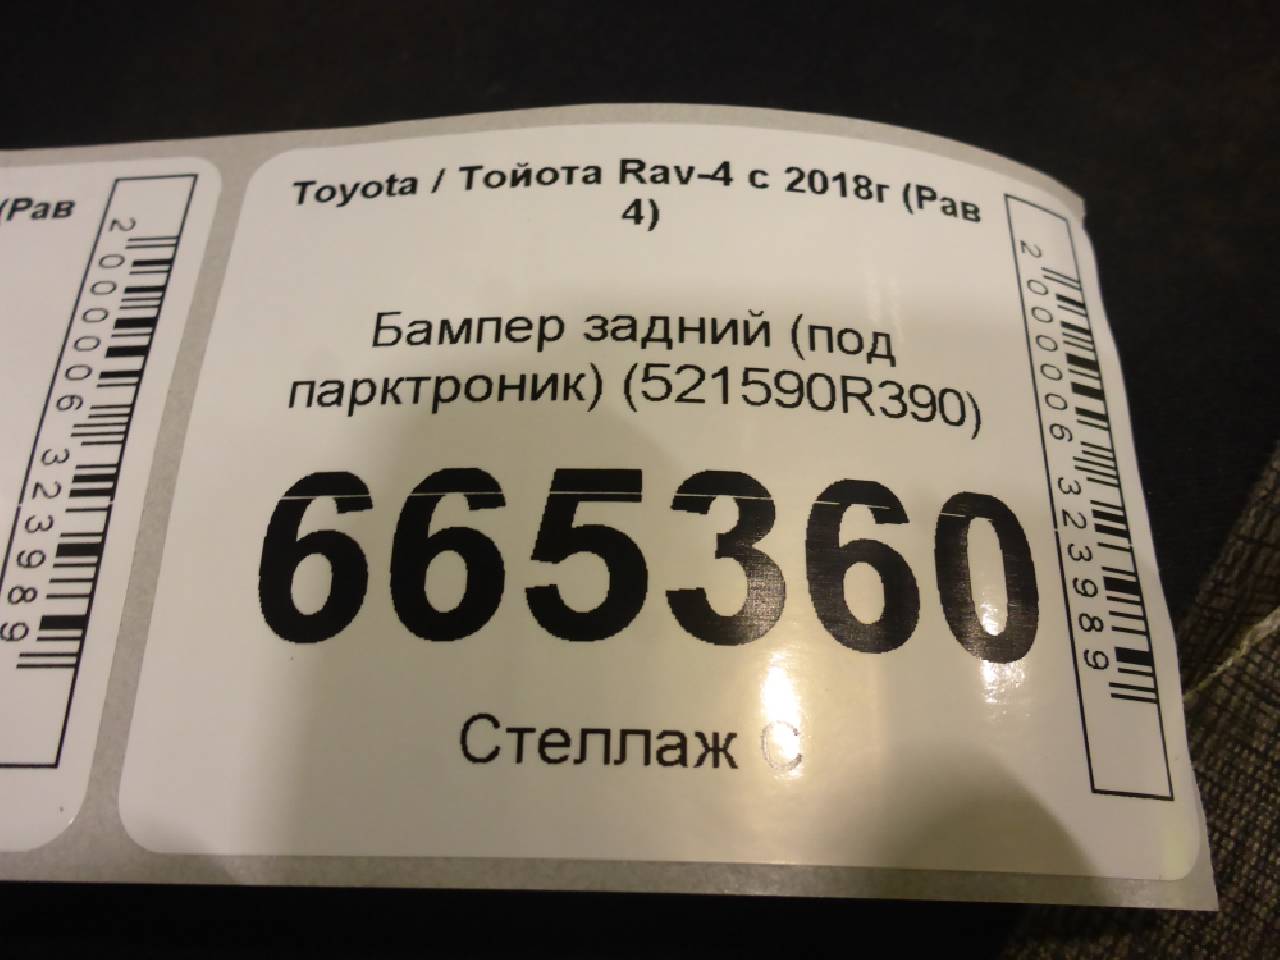 Toyota / Тойота Rav-4 с 2018г (Рав
4)
Бампер задний (под
парктроник) (521590R390)
665360
Стеллаж С
2000006323989
(Рав
2000006323989